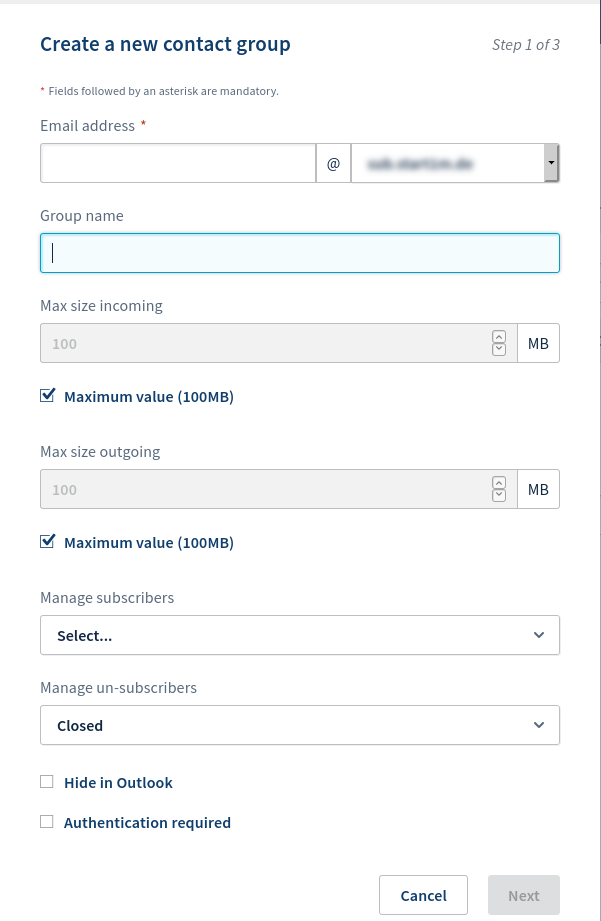 Create a new contact group
Step 1 of 3
* Fields followed by an asterisk are mandatory.
Email address *
@
Group name
Max size incoming
100 MB
Maximum value (100MB)
Max size outgoing
100 MB
Maximum value (100MB)
Manage subscribers
Select...
Manage un-subscribers
Closed
Hide in Outlook
Authentication required
Cancel Next